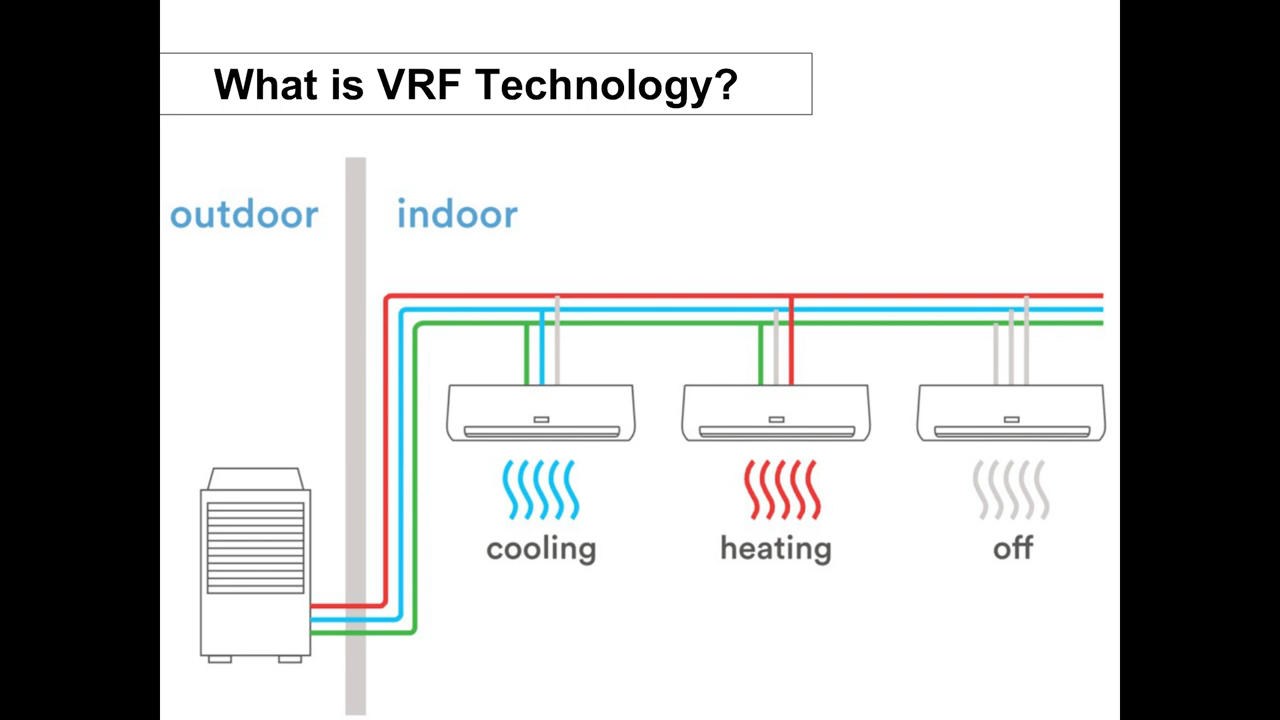 What is VRF Technology?
outdoor
indoor
cooling
heating
off